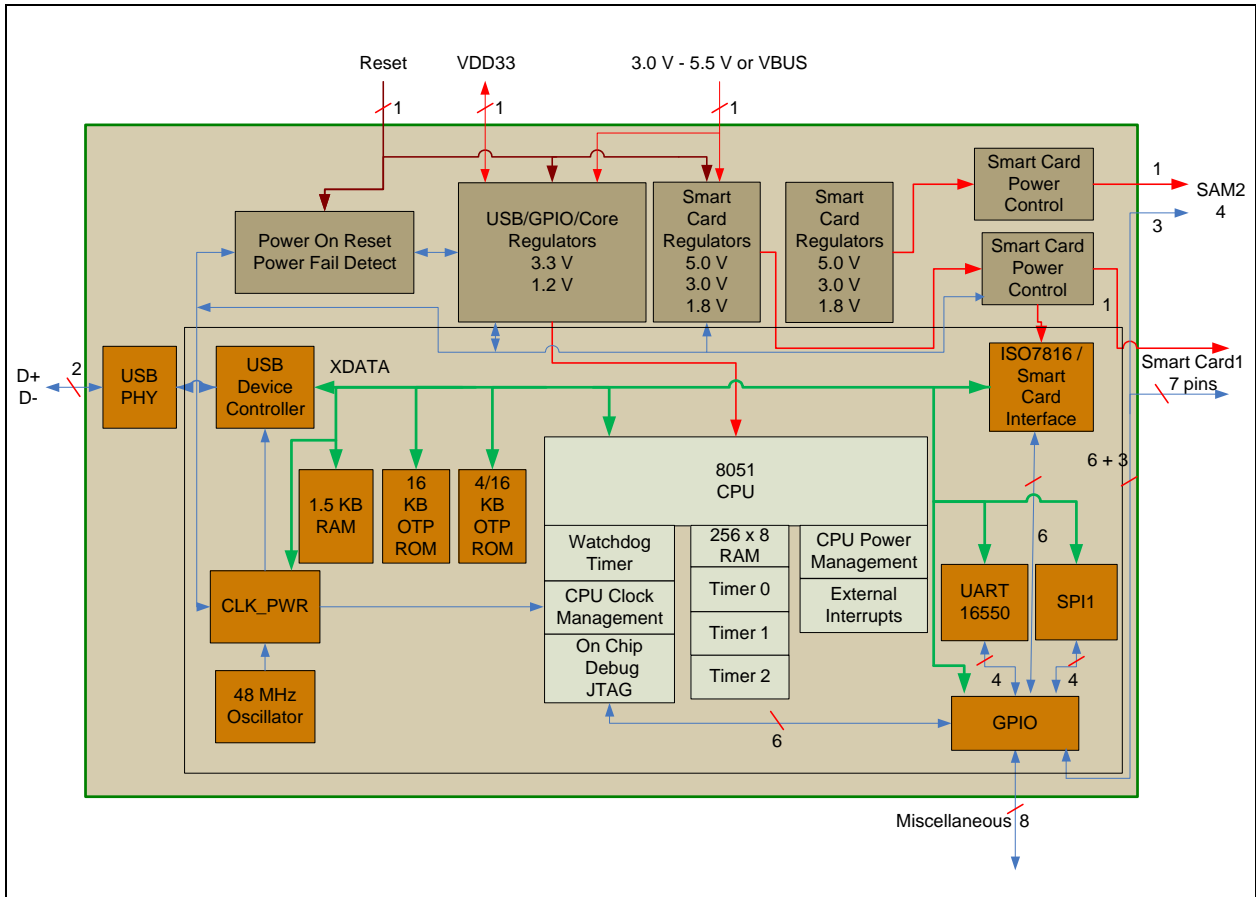 Reset
VDD33
3.0 V - 5.5 V or VBUS
1
1
1
Smart Card
Power
Control
1
SAM2
4
3
Power On Reset
Power Fail Detect
USB/GPIO/Core
Regulators
3.3 V
1.2 V
Smart
Card
Regulators
5.0 V
3.0 V
1.8 V
Smart
Card
Regulators
5.0 V
3.0 V
1.8 V
Smart Card
Power
Control
1
D+
D-
2
USB
PHY
USB
Device
Controller
XDATA
ISO7816 /
Smart
Card
Interface
Smart Card1
7 pins
1.5 KB
RAM
16
KB
OTP
ROM
4/16
KB
OTP
ROM
8051
CPU
6 + 3
6
Watchdog
Timer
256 x 8
RAM
CPU Power
Management
CLK_PWR
CPU Clock
Management
Timer 0
External
Interrupts
UART
16550
SPI1
Timer 1
On Chip
Debug
JTAG
Timer 2
48 MHz
Oscillator
4
4
6
GPIO
Miscellaneous
8